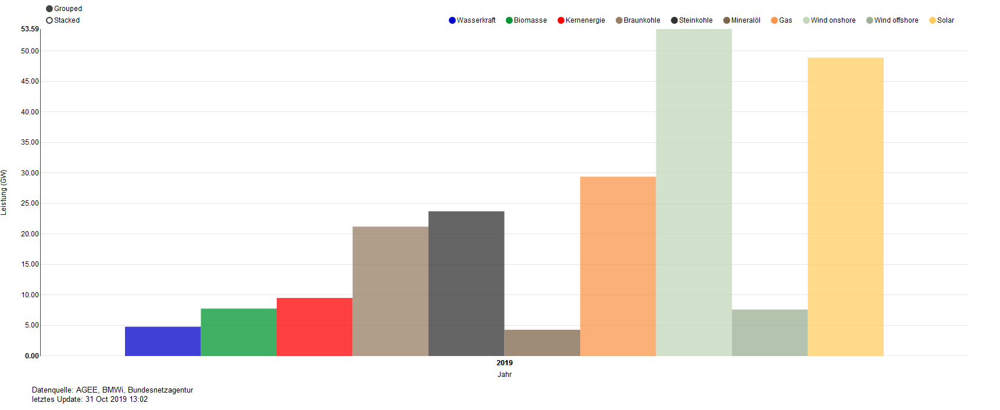 Grouped
Stacked
Wasserkraft Biomasse Kernenergie Braunkohle Steinkohle Mineralöl Gas Wind onshore Wind offshore Solar
53.59
50.00
45.00
40.00
35.00
30.00
25.00
20.00
15.00
10.00
5.00
0.00
Leistung (GW)
2019
Jahr
Datenquelle: AGEE, BMWi, Bundesnetzagentur
letztes Update: 31 Oct 2019 13:02